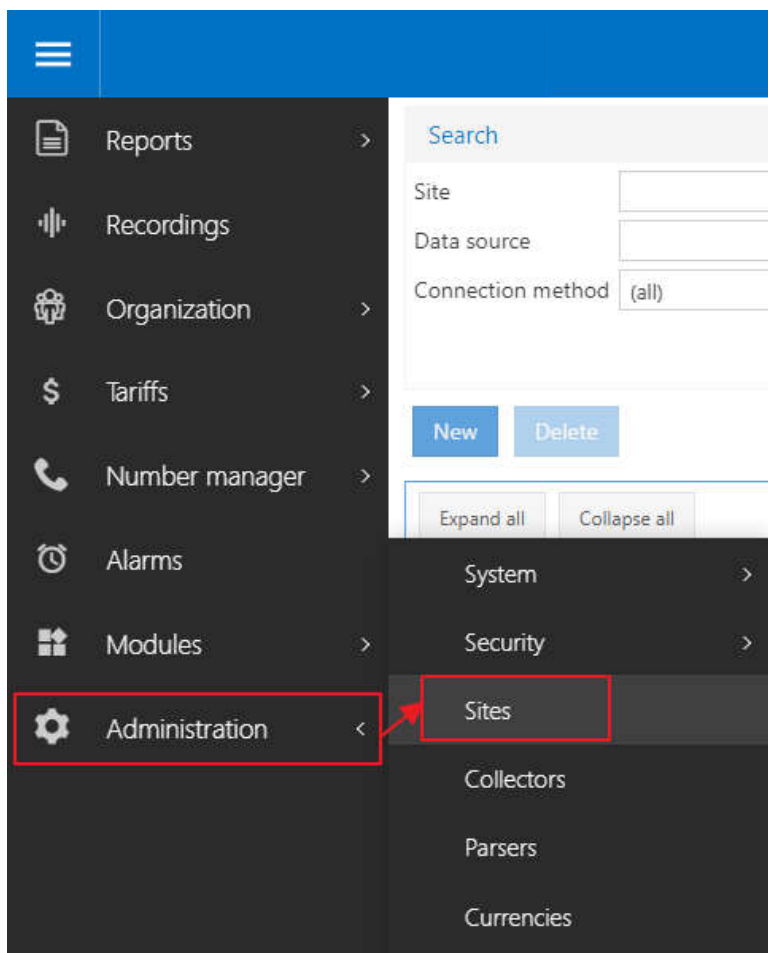 Reports
Recordings
Organization
Tariffs
Number manager
Alarms
Modules
Administration
Search
Site
Data source
Connection method (all)
New Delete
Expand all Collapse all
System
Security
Sites
Collectors
Parsers
Currencies